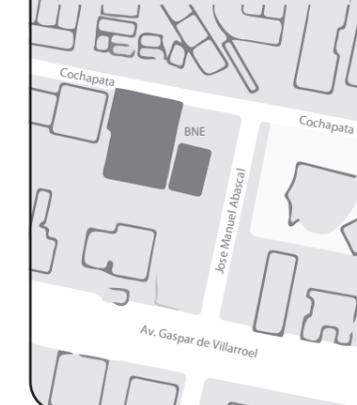 Cochapata
Cochapata
BNE
Jose Manuel Abascal
Av. Gaspar de Villarroel